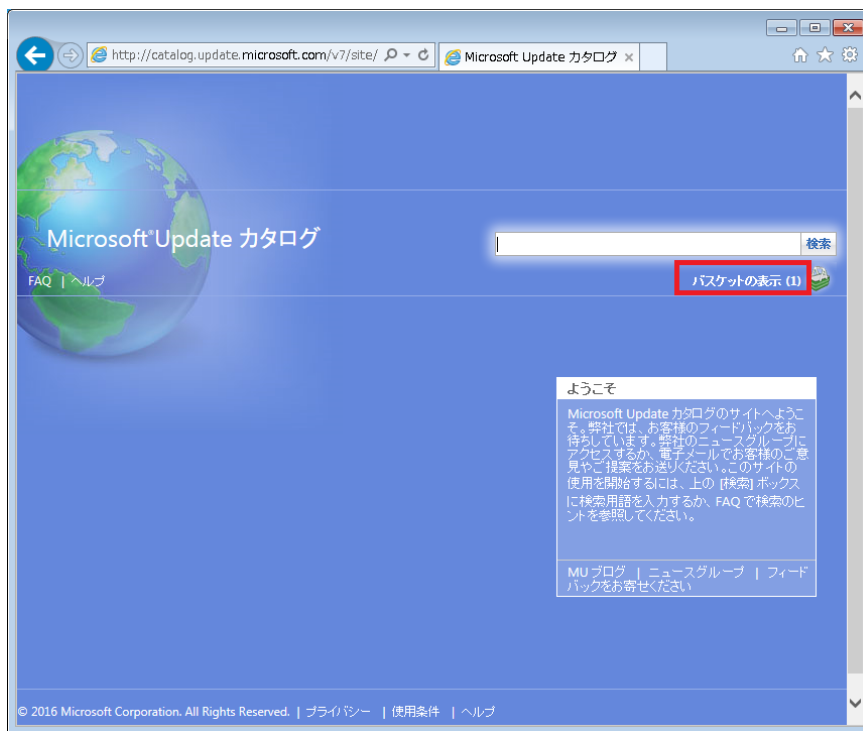 http://catalog.update.microsoft.com/v7/site/
Microsoft Update カタログ
Microsoft®Update カタログ
検索
FAQ | ヘルプ
バスケットの表示 (1)
ようこそ
Microsoft Update カタログのサイトへようこ
そ。弊社では、お客様のフィードバックをお
待ちしています。弊社のニュースグループに
アクセスするか、電子メールでお客様のご意
見やご提案をお送りください。このサイトの
使用を開始するには、上の [検索] ボックス
に検索用語を入力するか、FAQ で検索のヒ
ントを参照してください。
MU ブログ | ニュースグループ | フィード
バックをお寄せください
© 2016 Microsoft Corporation. All Rights Reserved. | プライバシー | 使用条件 | ヘルプ